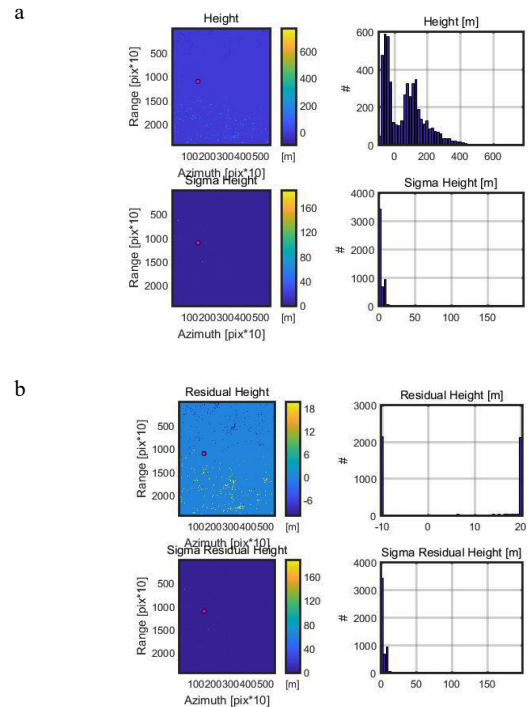 a
Height
Range [pix*10]
500
1000
1500
2000
100200300400500
Azimuth [pix*10]
600
400
200
0
[m]
Height [m]
#
600
400
200
0
0 200 400 600
Sigma Height
Range [pix*10]
500
1000
1500
2000
100200300400500
Azimuth [pix*10]
160
120
80
40
0
[m]
Sigma Height [m]
#
4000
3000
2000
1000
0
0 50 100 150
b
Residual Height
Range [pix*10]
500
1000
1500
2000
100200300400500
Azimuth [pix*10]
18
12
6
0
-6
[m]
Residual Height [m]
#
3000
2000
1000
0
-10 0 10 20
Sigma Residual Height
Range [pix*10]
500
1000
1500
2000
100200300400500
Azimuth [pix*10]
160
120
80
40
0
[m]
Sigma Residual Height [m]
#
4000
3000
2000
1000
0
0 50 100 150